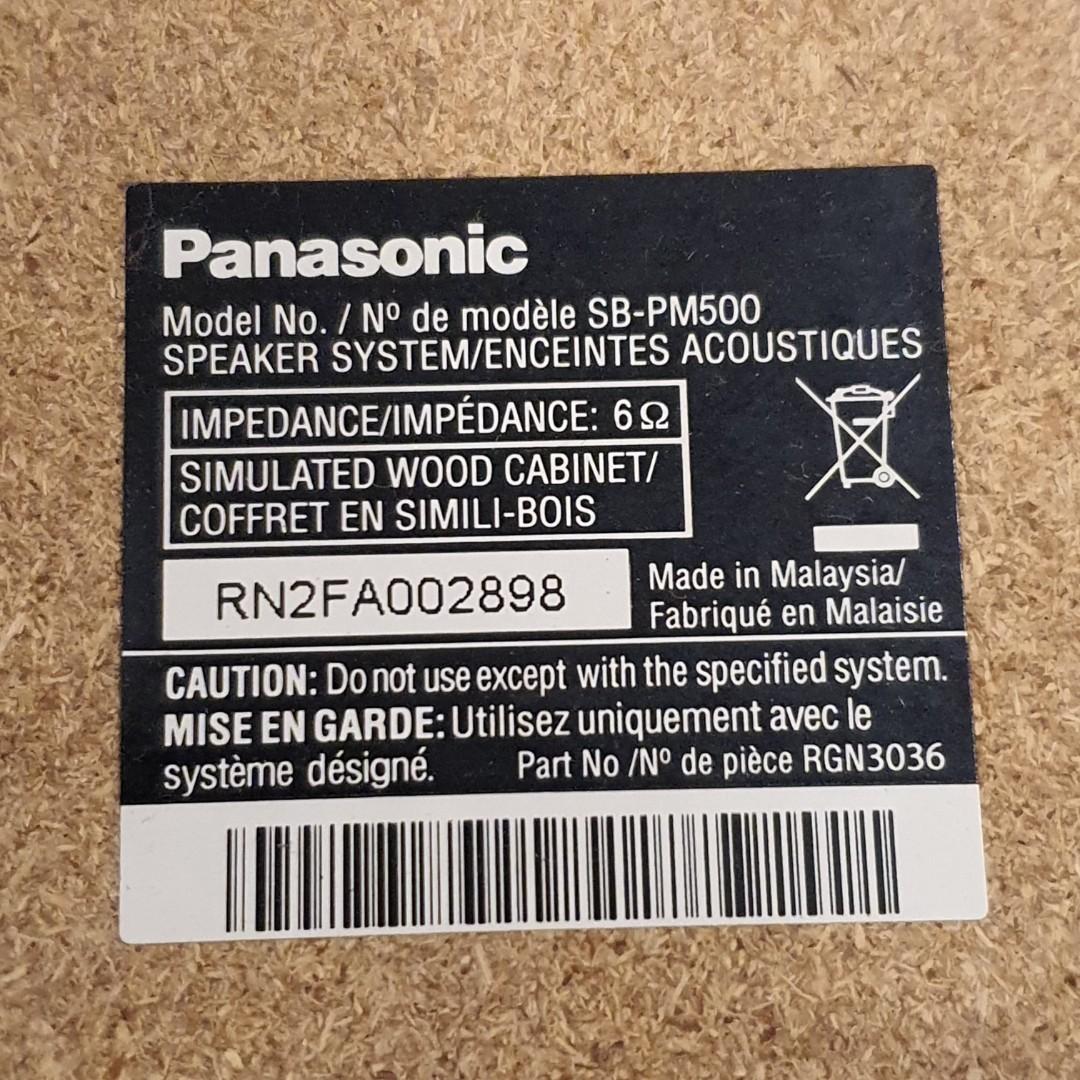 Panasonic
Model No. / Nº de modèle SB-PM500
SPEAKER SYSTEM/ENCEINTES ACOUSTIQUES
IMPEDANCE/IMPÉDANCE: 6 Ω
SIMULATED WOOD CABINET/
COFFRET EN SIMILI-BOIS
RN2FA002898
Made in Malaysia/
Fabriqué en Malaisie
CAUTION: Do not use except with the specified system.
MISE EN GARDE: Utilisez uniquement avec le
système désigné.
Part No /Nº de pièce RGN3036